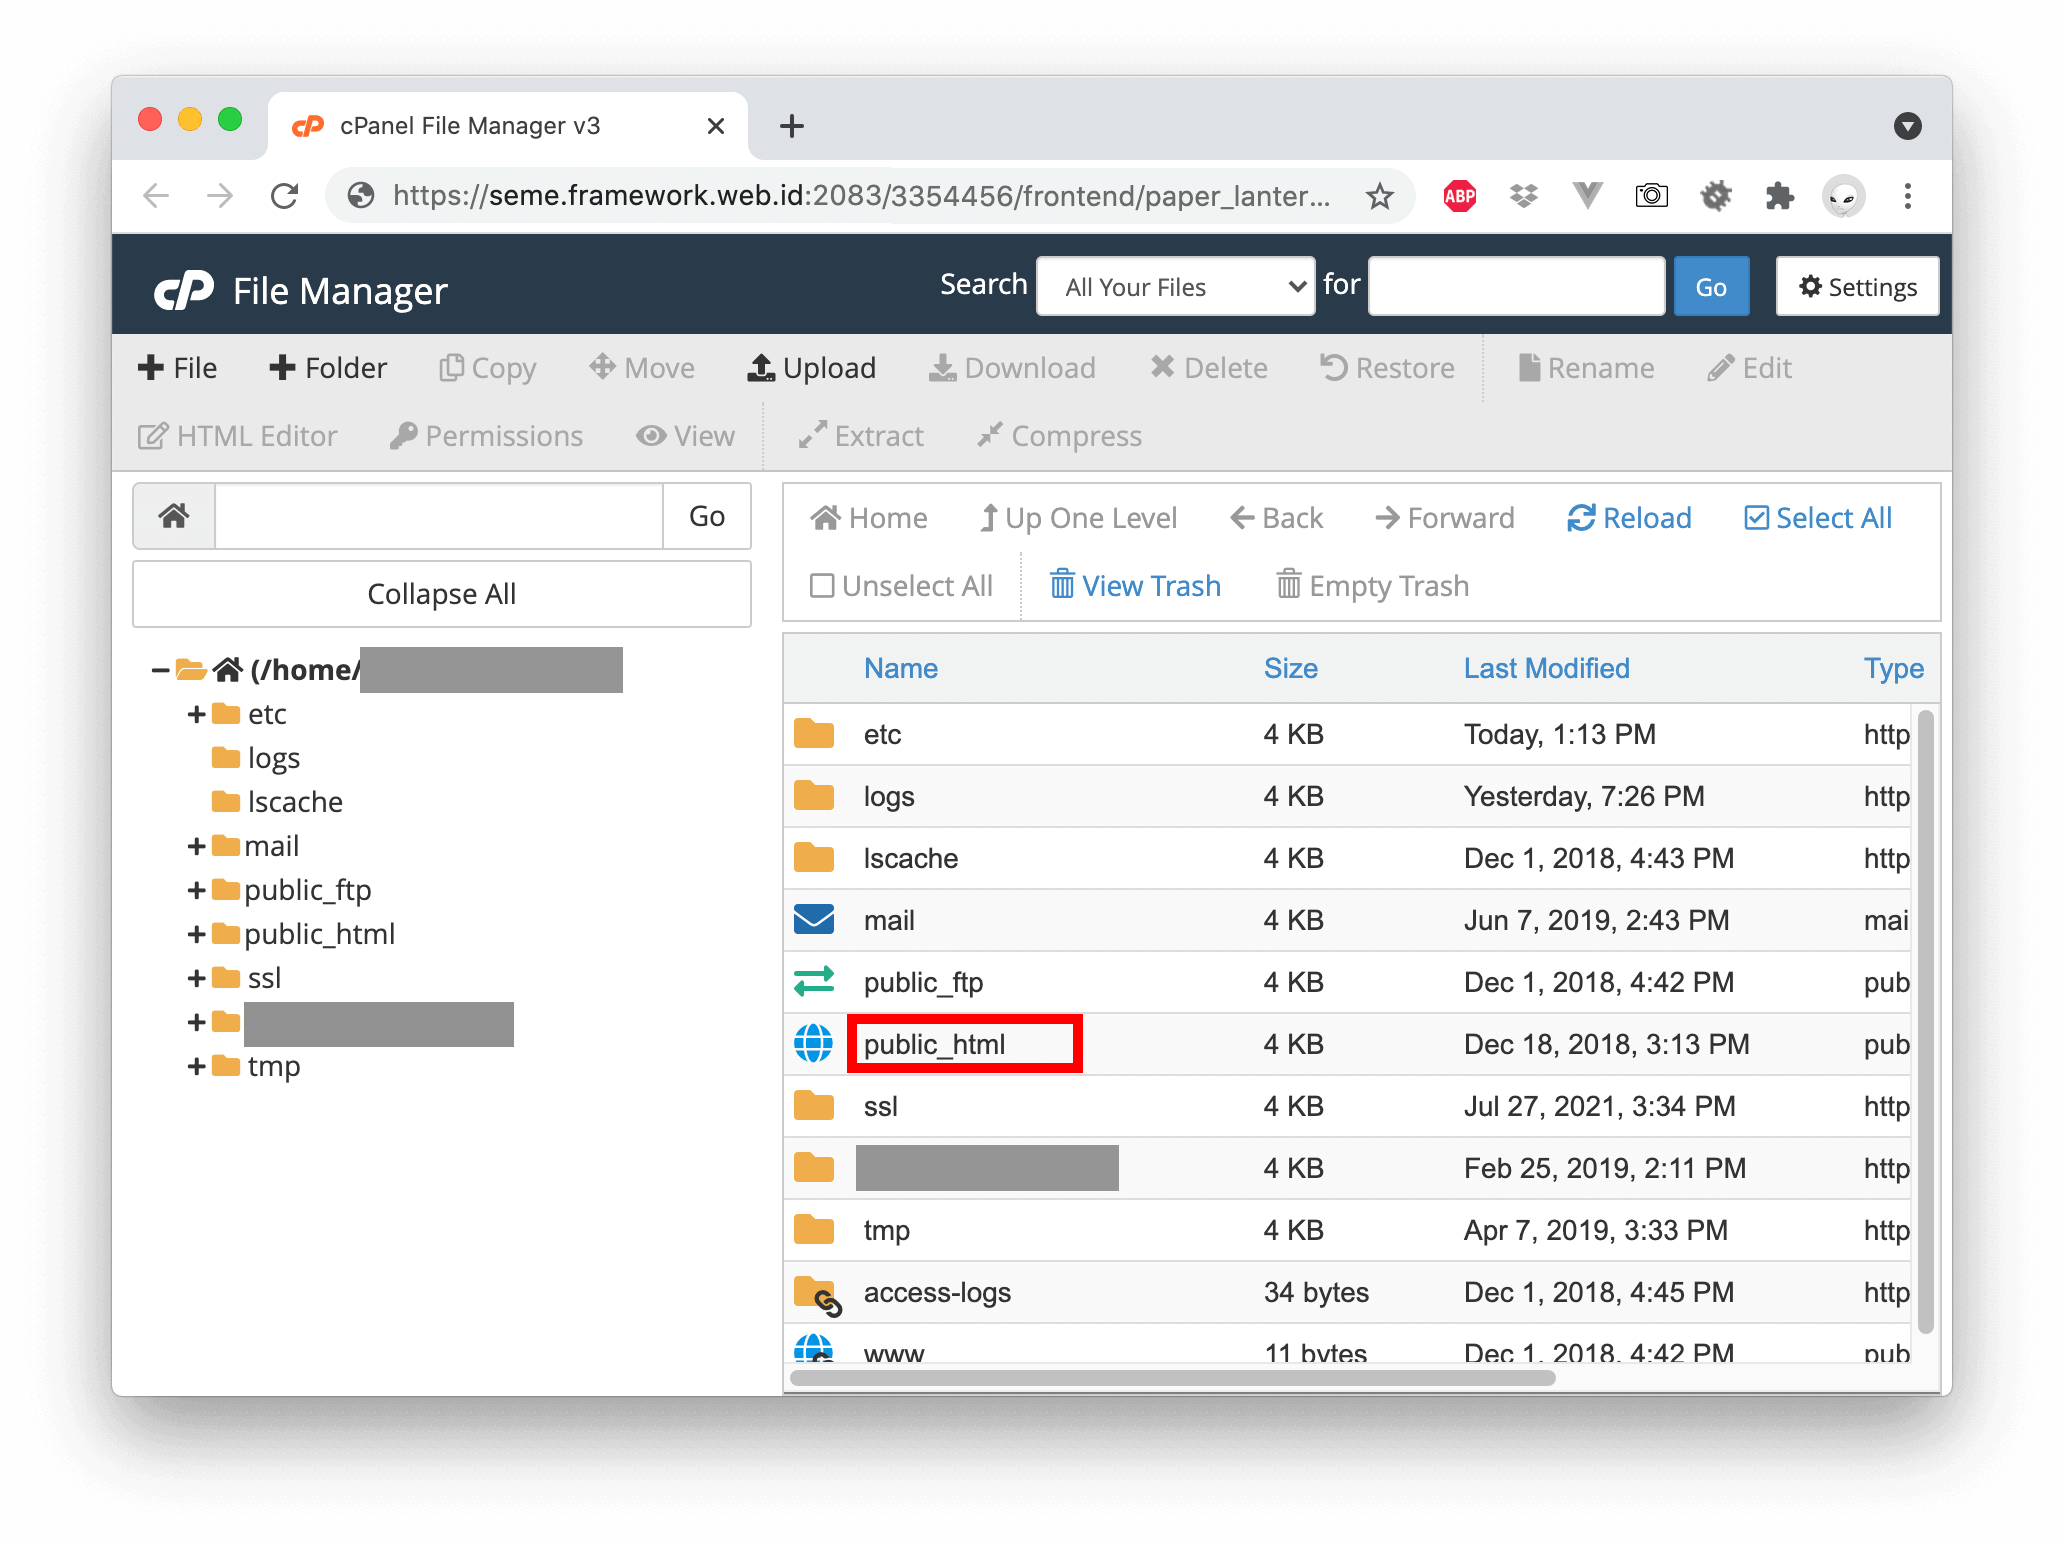 cPanel File Manager v3
https://seme.framework.web.id:2083/3354456/frontend/paper_lanter...
ABP
cP File Manager Search All Your Files for Go Settings
File Folder Copy Move Upload Download Delete Restore Rename Edit
HTML Editor Permissions View Extract Compress
Go
Collapse All
(/home/
etc
logs
lscache
mail
public_ftp
public_html
ssl
tmp
Home Up One Level Back Forward Reload Select All
Unselect All View Trash Empty Trash
Name Size Last Modified Type
etc 4 KB Today, 1:13 PM http
logs 4 KB Yesterday, 7:26 PM http
lscache 4 KB Dec 1, 2018, 4:43 PM http
mail 4 KB Jun 7, 2019, 2:43 PM mai
public_ftp 4 KB Dec 1, 2018, 4:42 PM pub
public_html 4 KB Dec 18, 2018, 3:13 PM pub
ssl 4 KB Jul 27, 2021, 3:34 PM http
4 KB Feb 25, 2019, 2:11 PM http
tmp 4 KB Apr 7, 2019, 3:33 PM http
access-logs 34 bytes Dec 1, 2018, 4:45 PM http
www 11 bytes Dec 1, 2018, 4:42 PM pub